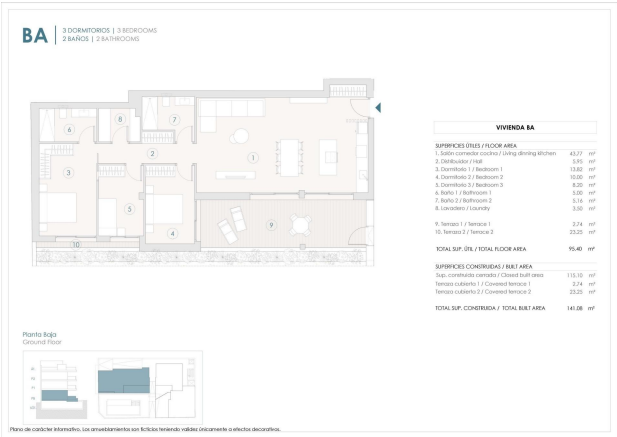 BA
3 DORMITORIOS | 3 BEDROOMS
2 BAÑOS | 2 BATHROOMS
6
8
7
2
1
3
5
4
9
10
VIVIENDA BA
SUPERFICIES ÚTILES / FLOOR AREA
1. Salón comedor cocina / Living dinning kitchen 43,77 m²
2. Distribuidor / Hall 5,95 m²
3. Dormitorio 1 / Bedroom 1 13,82 m²
4. Dormitorio 2 / Bedroom 2 10,00 m²
5. Dormitorio 3 / Bedroom 3 8,20 m²
6. Baño 1 / Bathroom 1 5,00 m²
7. Baño 2 / Bathroom 2 5,16 m²
8. Lavadero / Laundry 3,50 m²
9. Terraza 1 / Terrace 1 2,74 m²
10. Terraza 2 / Terrace 2 23,25 m²
TOTAL SUP. ÚTIL / TOTAL FLOOR AREA 95,40 m²
SUPERFICIES CONSTRUIDAS / BUILT AREA
Sup. construida cerrada / Closed built area 115,10 m²
Terraza cubierta 1 / Covered terrace 1 2,74 m²
Terraza cubierta 2 / Covered terrace 2 23,25 m²
TOTAL SUP. CONSTRUIDA / TOTAL BUILT AREA 141,08 m²
Planta Baja
Ground Floor
Plano de carácter informativo. Los amueblamientos son ficticios teniendo validez únicamente a efectos decorativos.